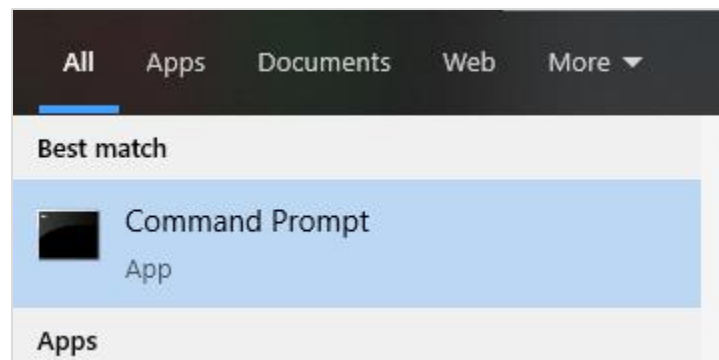 All Apps Documents Web More
Best match
Command Prompt
App
Apps